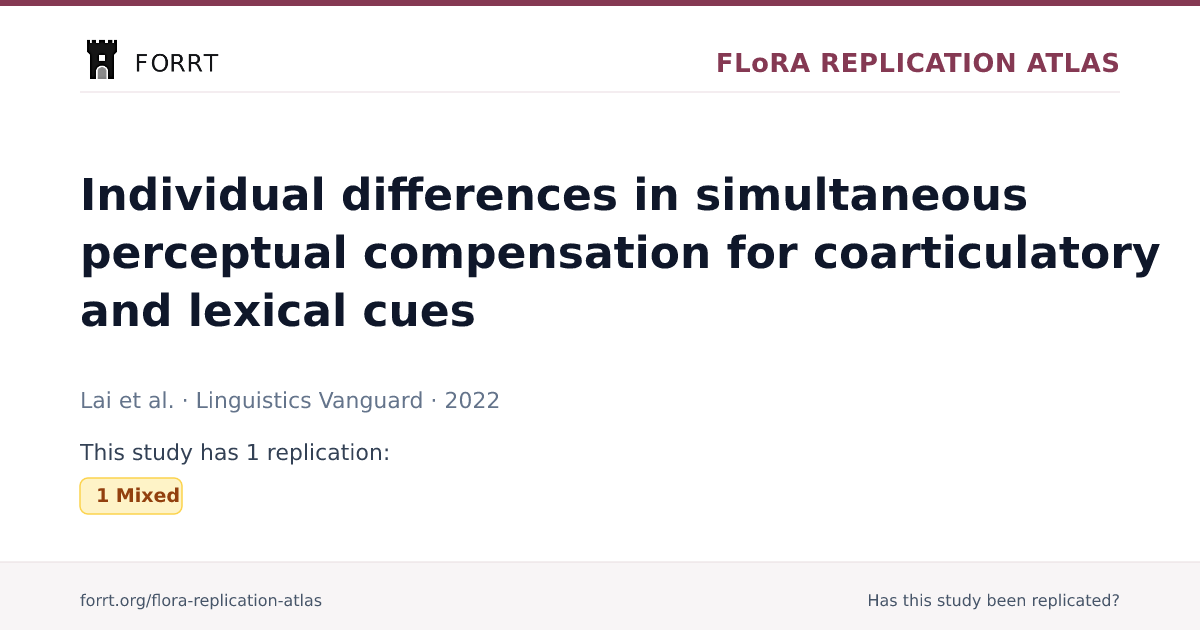 FORRT
FLoRA REPLICATION ATLAS
Individual differences in simultaneous
perceptual compensation for coarticulatory
and lexical cues
Lai et al. · Linguistics Vanguard · 2022
This study has 1 replication:
1 Mixed
forrt.org/flora-replication-atlas
Has this study been replicated?